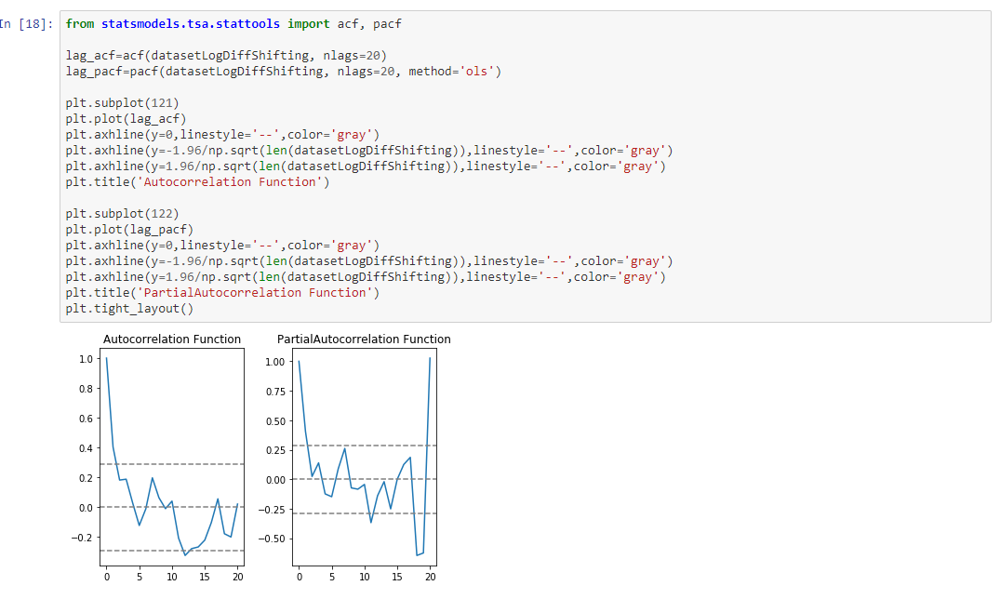 In [18]:
from statsmodels.tsa.stattools import acf, pacf
lag_acf=acf(datasetLogDiffShifting, nlags=20)
lag_pacf=pacf(datasetLogDiffShifting, nlags=20, method='ols')
plt.subplot(121)
plt.plot(lag_acf)
plt.axhline(y=0,linestyle='--',color='gray')
plt.axhline(y=-1.96/np.sqrt(len(datasetLogDiffShifting)),linestyle='--',color='gray')
plt.axhline(y=1.96/np.sqrt(len(datasetLogDiffShifting)),linestyle='--',color='gray')
plt.title('Autocorrelation Function')
plt.subplot(122)
plt.plot(lag_pacf)
plt.axhline(y=0,linestyle='--',color='gray')
plt.axhline(y=-1.96/np.sqrt(len(datasetLogDiffShifting)),linestyle='--',color='gray')
plt.axhline(y=1.96/np.sqrt(len(datasetLogDiffShifting)),linestyle='--',color='gray')
plt.title('PartialAutocorrelation Function')
plt.tight_layout()
Autocorrelation Function
1.0
0.8
0.6
0.4
0.2
0.0
−0.2
0 5 10 15 20
PartialAutocorrelation Function
1.00
0.75
0.50
0.25
0.00
−0.25
−0.50
0 5 10 15 20